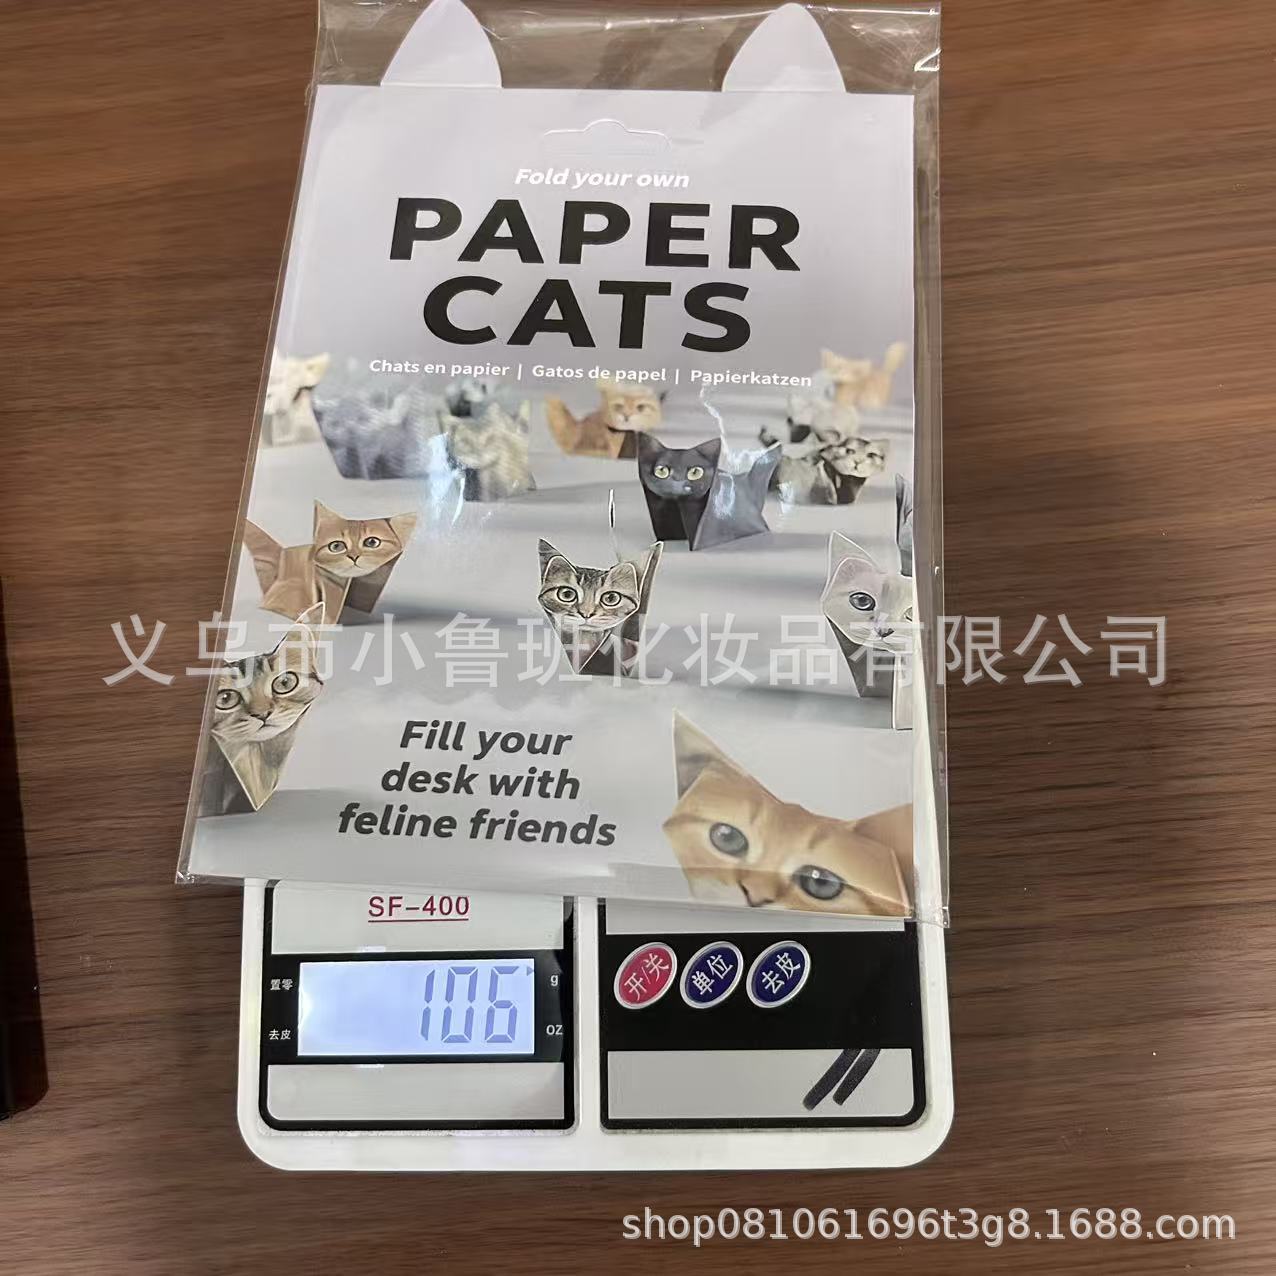 Fold your own
PAPER
CATS
Chats en papier | Gatos de papel | Papierkatzen
义乌市小鲁班化妆品有限公司
Fill your
desk with
feline friends
SF-400
置零
去皮
106
g
oz
开/关
单位
去皮
shop081061696t3g8.1688.com